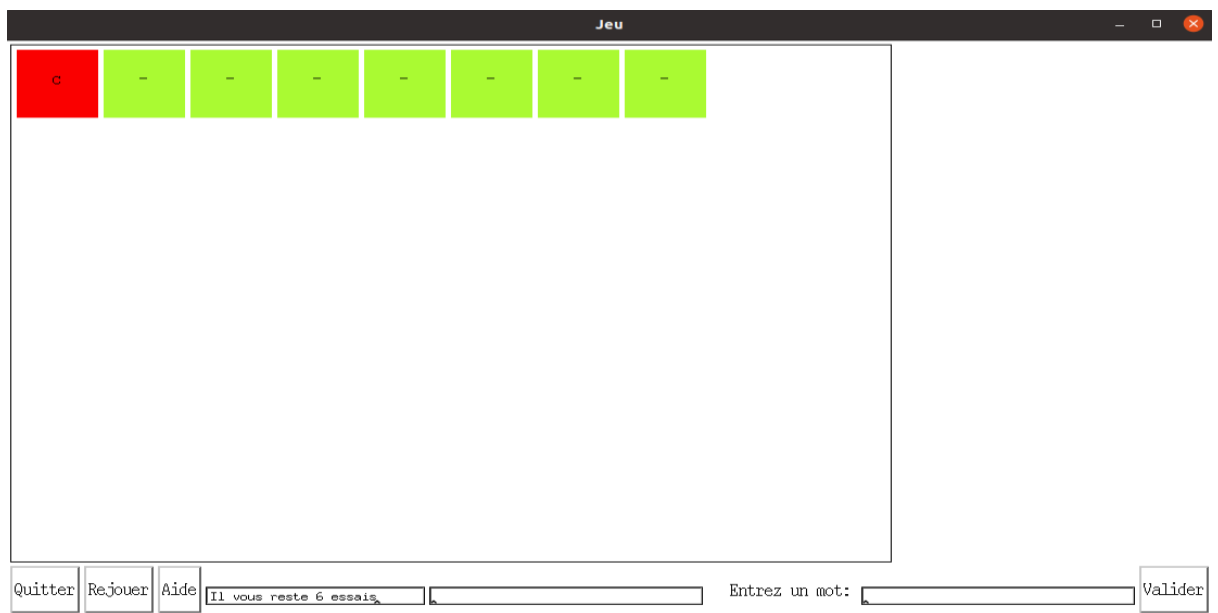 Jeu
c - - - - - - -
Quitter Rejouer Aide Il vous reste 6 essais Entrez un mot: Valider